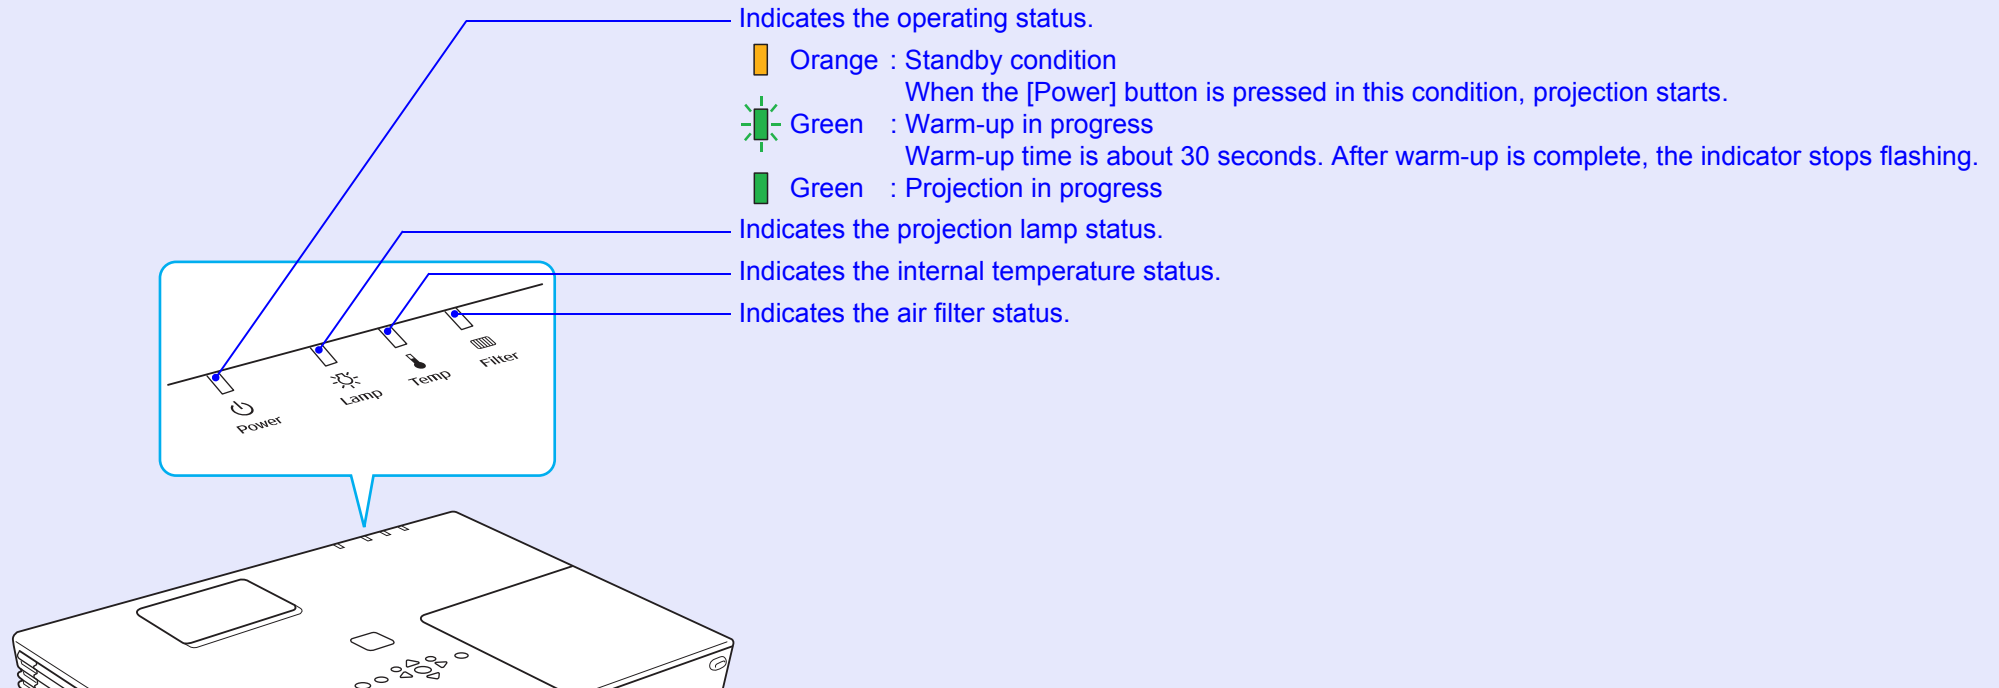 Indicates the operating status.
Orange : Standby condition
When the [Power] button is pressed in this condition, projection starts.
Green : Warm-up in progress
Warm-up time is about 30 seconds. After warm-up is complete, the indicator stops flashing.
Green : Projection in progress
Indicates the projection lamp status.
Indicates the internal temperature status.
Indicates the air filter status.
Power
Lamp
Temp
Filter